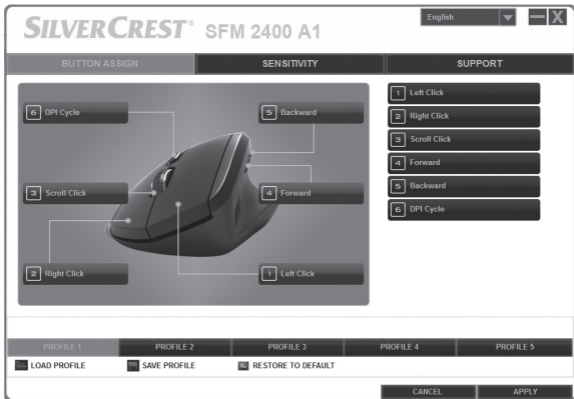 SILVERCREST® SFM 2400 A1
English
BUTTON ASSIGN SENSITIVITY SUPPORT
6 DPI Cycle
5 Backward
3 Scroll Click
4 Forward
2 Right Click
1 Left Click
1 Left Click
2 Right Click
3 Scroll Click
4 Forward
5 Backward
6 DPI Cycle
PROFILE 1 PROFILE 2 PROFILE 3 PROFILE 4 PROFILE 5
LOAD PROFILE SAVE PROFILE RESTORE TO DEFAULT
CANCEL APPLY